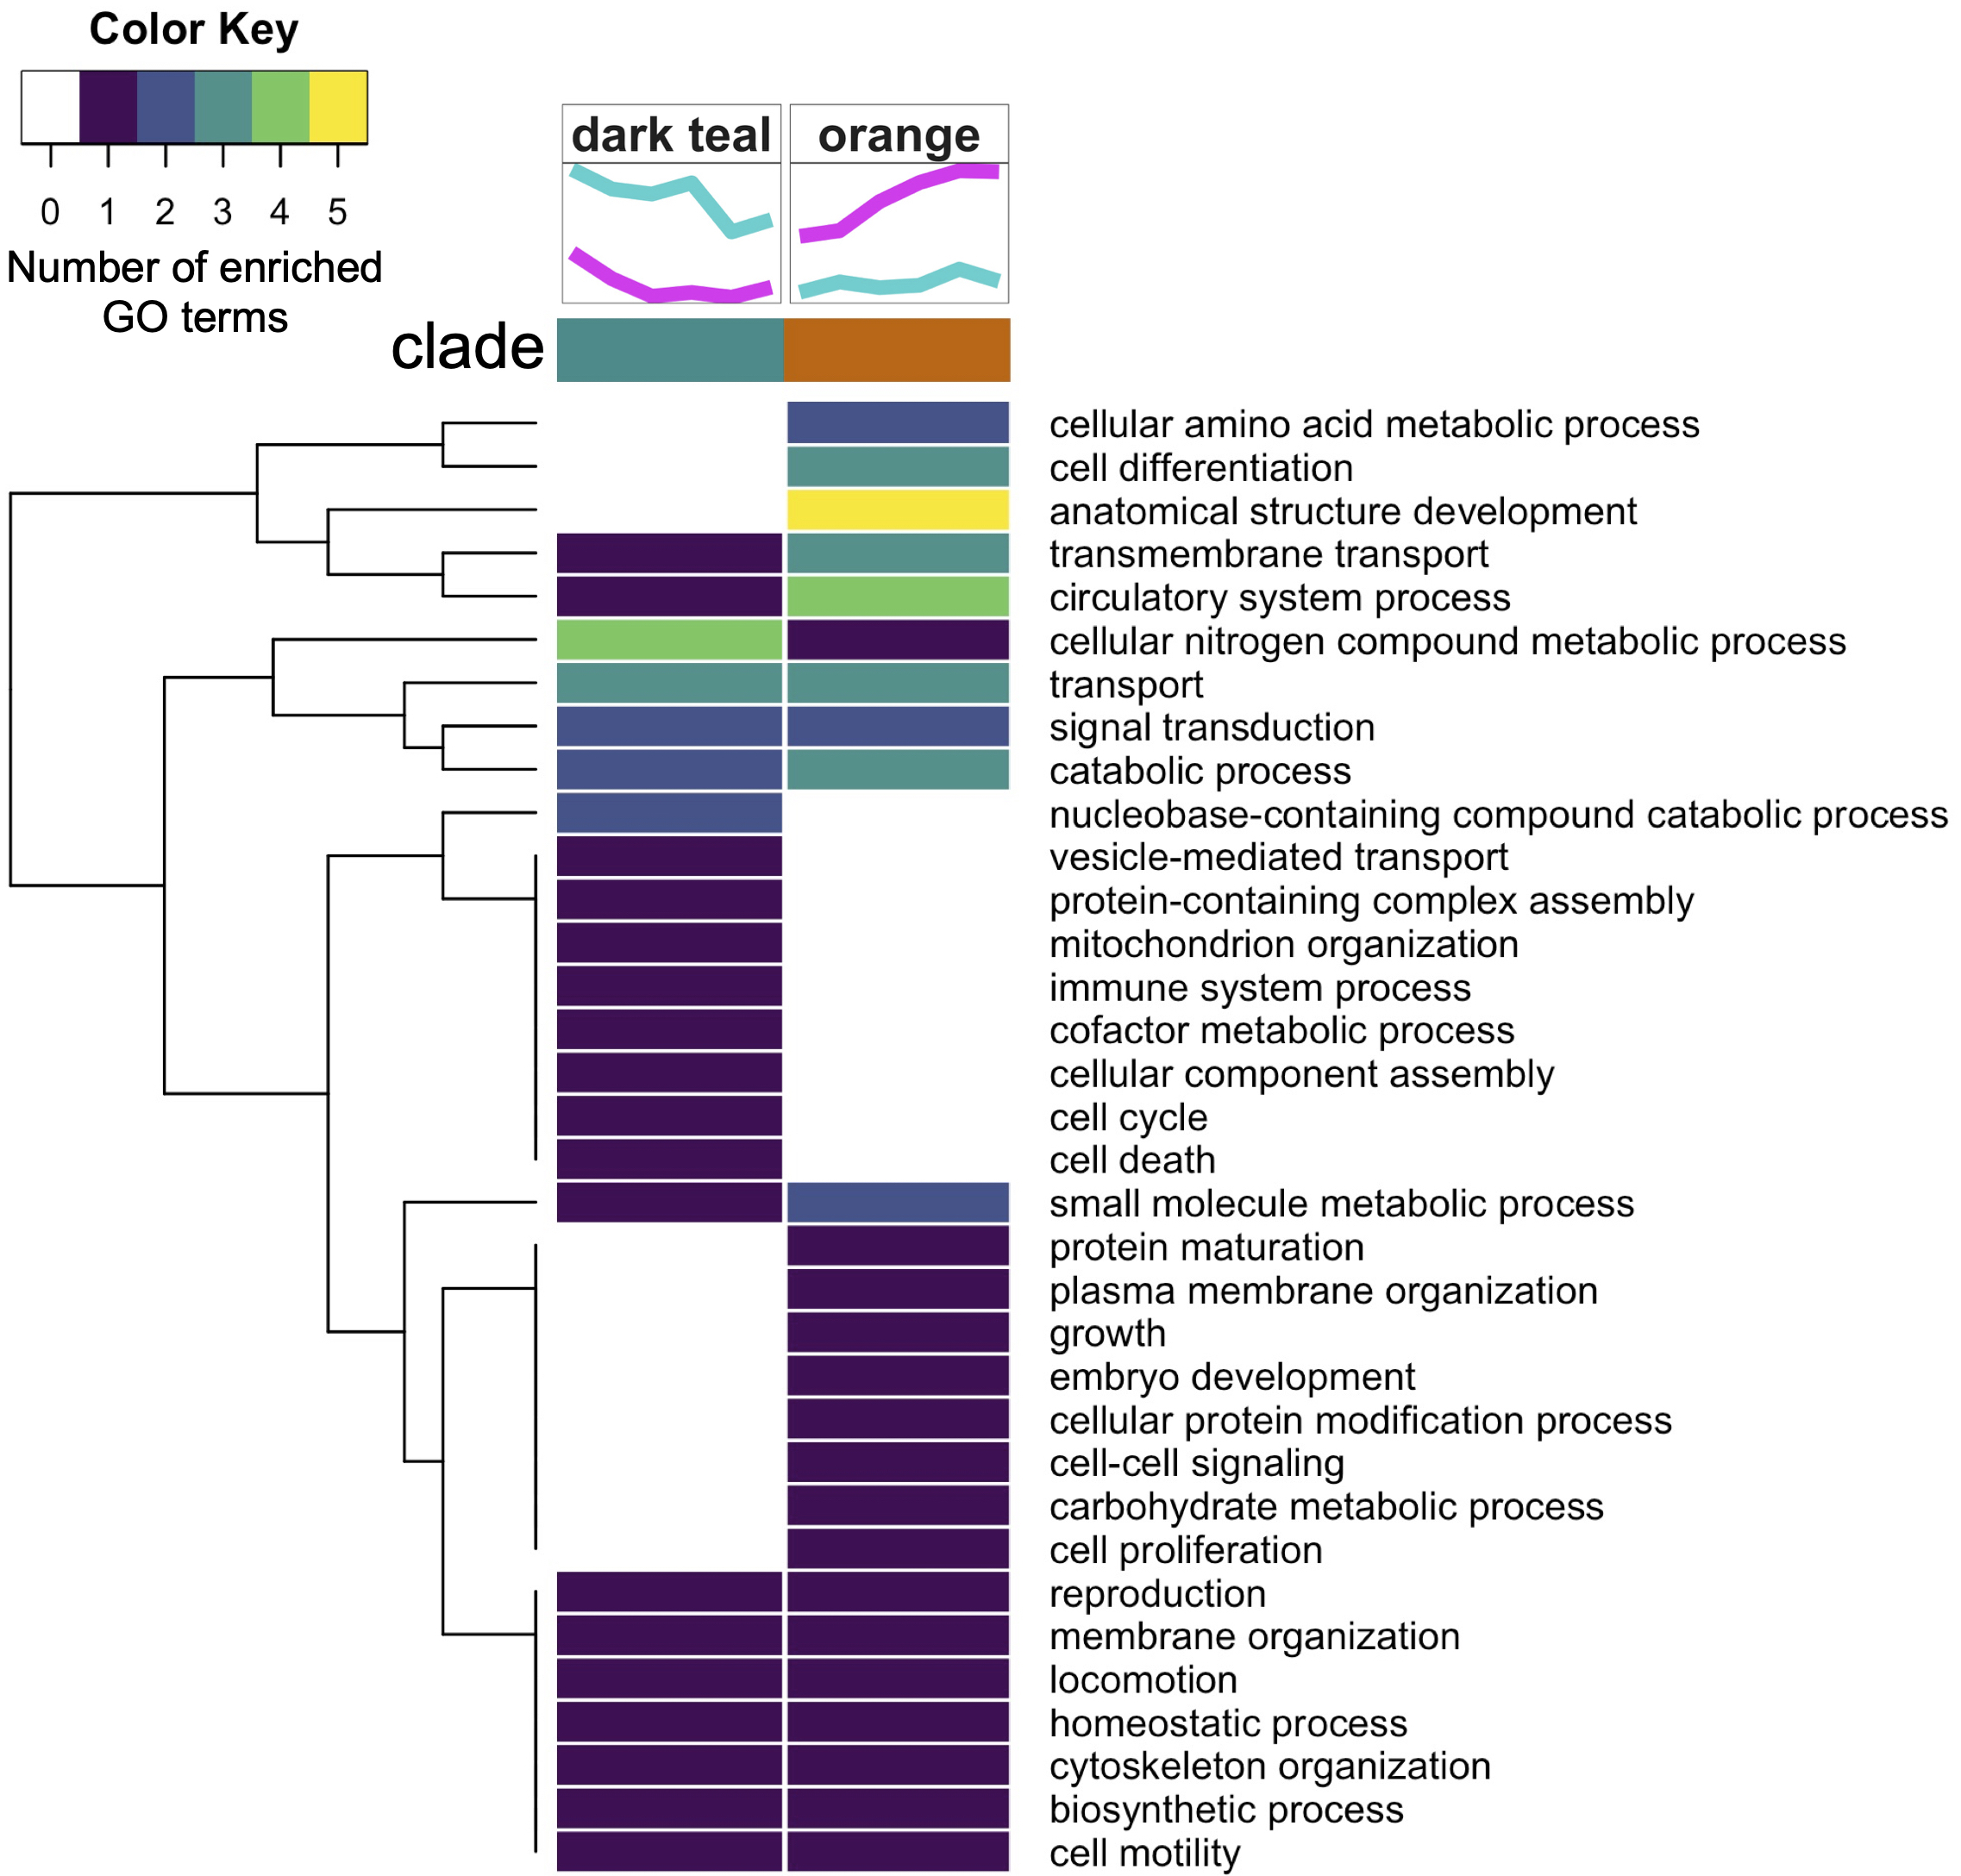 Color Key
0 1 2 3 4 5
Number of enriched
GO terms
dark teal
orange
clade
cellular amino acid metabolic process
cell differentiation
anatomical structure development
transmembrane transport
circulatory system process
cellular nitrogen compound metabolic process
transport
signal transduction
catabolic process
nucleobase-containing compound catabolic process
vesicle-mediated transport
protein-containing complex assembly
mitochondrion organization
immune system process
cofactor metabolic process
cellular component assembly
cell cycle
cell death
small molecule metabolic process
protein maturation
plasma membrane organization
growth
embryo development
cellular protein modification process
cell-cell signaling
carbohydrate metabolic process
cell proliferation
reproduction
membrane organization
locomotion
homeostatic process
cytoskeleton organization
biosynthetic process
cell motility